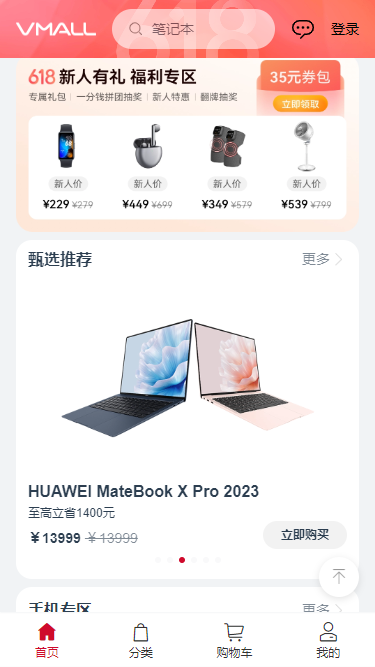 VMALL
笔记本
登录
618 新人有礼 福利专区
专属礼包 | 一分钱拼团抽奖 | 新人特惠 | 翻牌抽奖
35元券包
立即领取
新人价 新人价 新人价 新人价
¥229 ¥279 ¥449 ¥699 ¥349 ¥579 ¥539 ¥799
甄选推荐
更多
HUAWEI MateBook X Pro 2023
至高立省1400元
¥13999 ¥13999
立即购买
手机专区
更多
首页 分类 购物车 我的